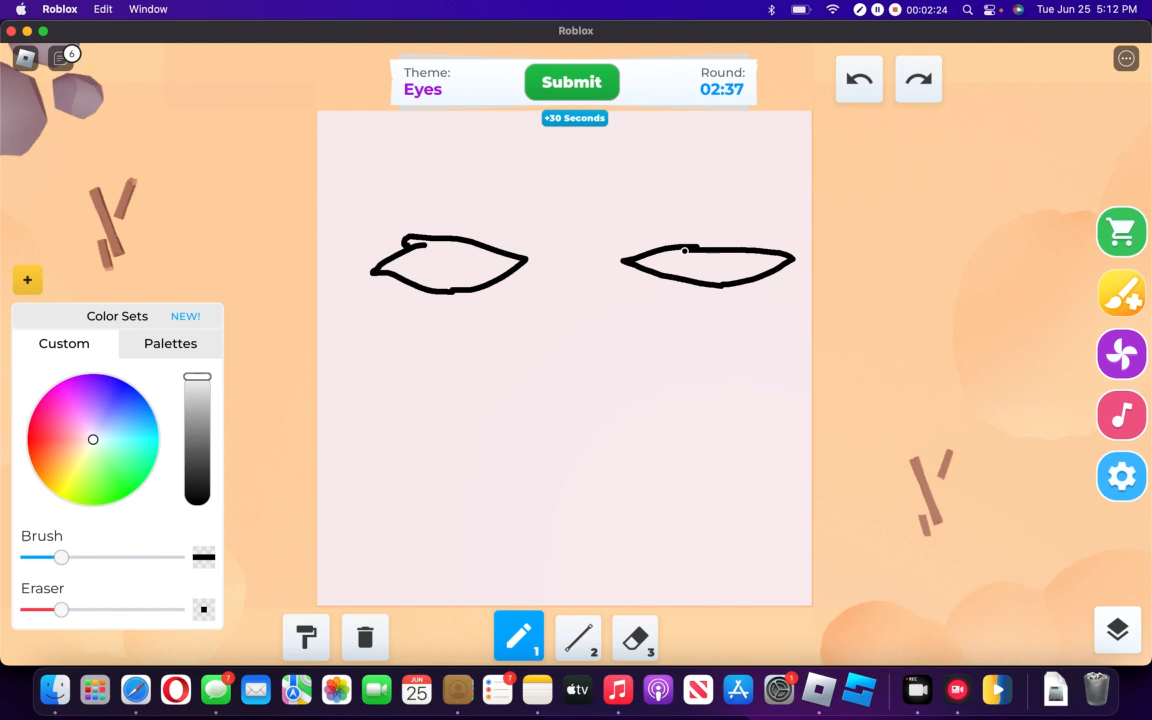 Roblox Edit Window
00:02:24
Tue Jun 25 5:12 PM
Roblox
6
Theme:
Eyes
Submit
Round:
02:37
+30 Seconds
+
Color Sets NEW!
Custom
Palettes
Brush
Eraser
1
2
3
7
JUN
25
7
tv
1
REC